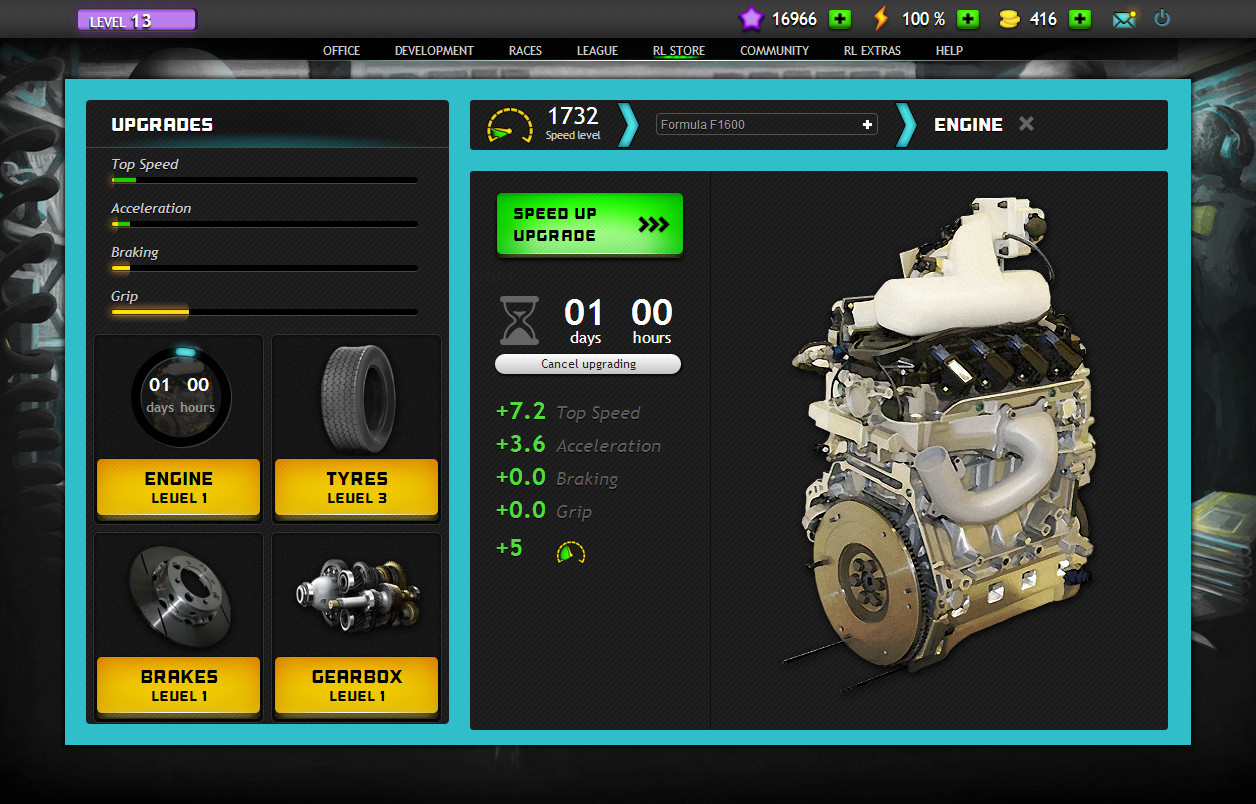 LEVEL 13
16966
100 %
416
OFFICE DEVELOPMENT RACES LEAGUE RL STORE COMMUNITY RL EXTRAS HELP
UPGRADES
Top Speed
Acceleration
Braking
Grip
01 00
days hours
ENGINE
LEVEL 1
TYRES
LEVEL 3
BRAKES
LEVEL 1
GEARBOX
LEVEL 1
1732
Speed level
Formula F1600
ENGINE
SPEED UP
UPGRADE
01 00
days hours
Cancel upgrading
+7.2 Top Speed
+3.6 Acceleration
+0.0 Braking
+0.0 Grip
+5